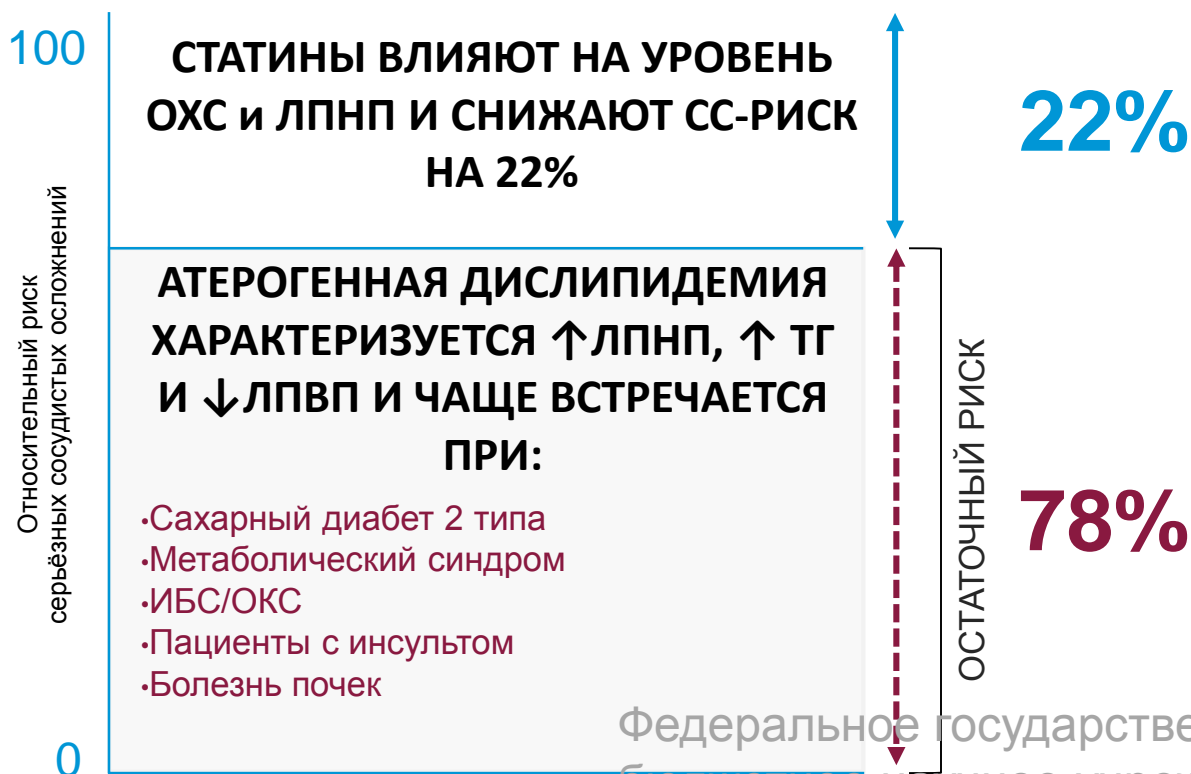 100
СТАТИНЫ ВЛИЯЮТ НА УРОВЕНЬ
ОХС и ЛПНП И СНИЖАЮТ СС-РИСК
НА 22%
22%
Относительный риск
серьёзных сосудистых осложнений
АТЕРОГЕННАЯ ДИСЛИПИДЕМИЯ
ХАРАКТЕРИЗУЕТСЯ ↑ЛПНП, ↑ ТГ
И ↓ЛПВП И ЧАЩЕ ВСТРЕЧАЕТСЯ
ПРИ:
•Сахарный диабет 2 типа
•Метаболический синдром
•ИБС/ОКС
•Пациенты с инсультом
•Болезнь почек
ОСТАТОЧНЫЙ РИСК
78%
0
Федеральное государстве